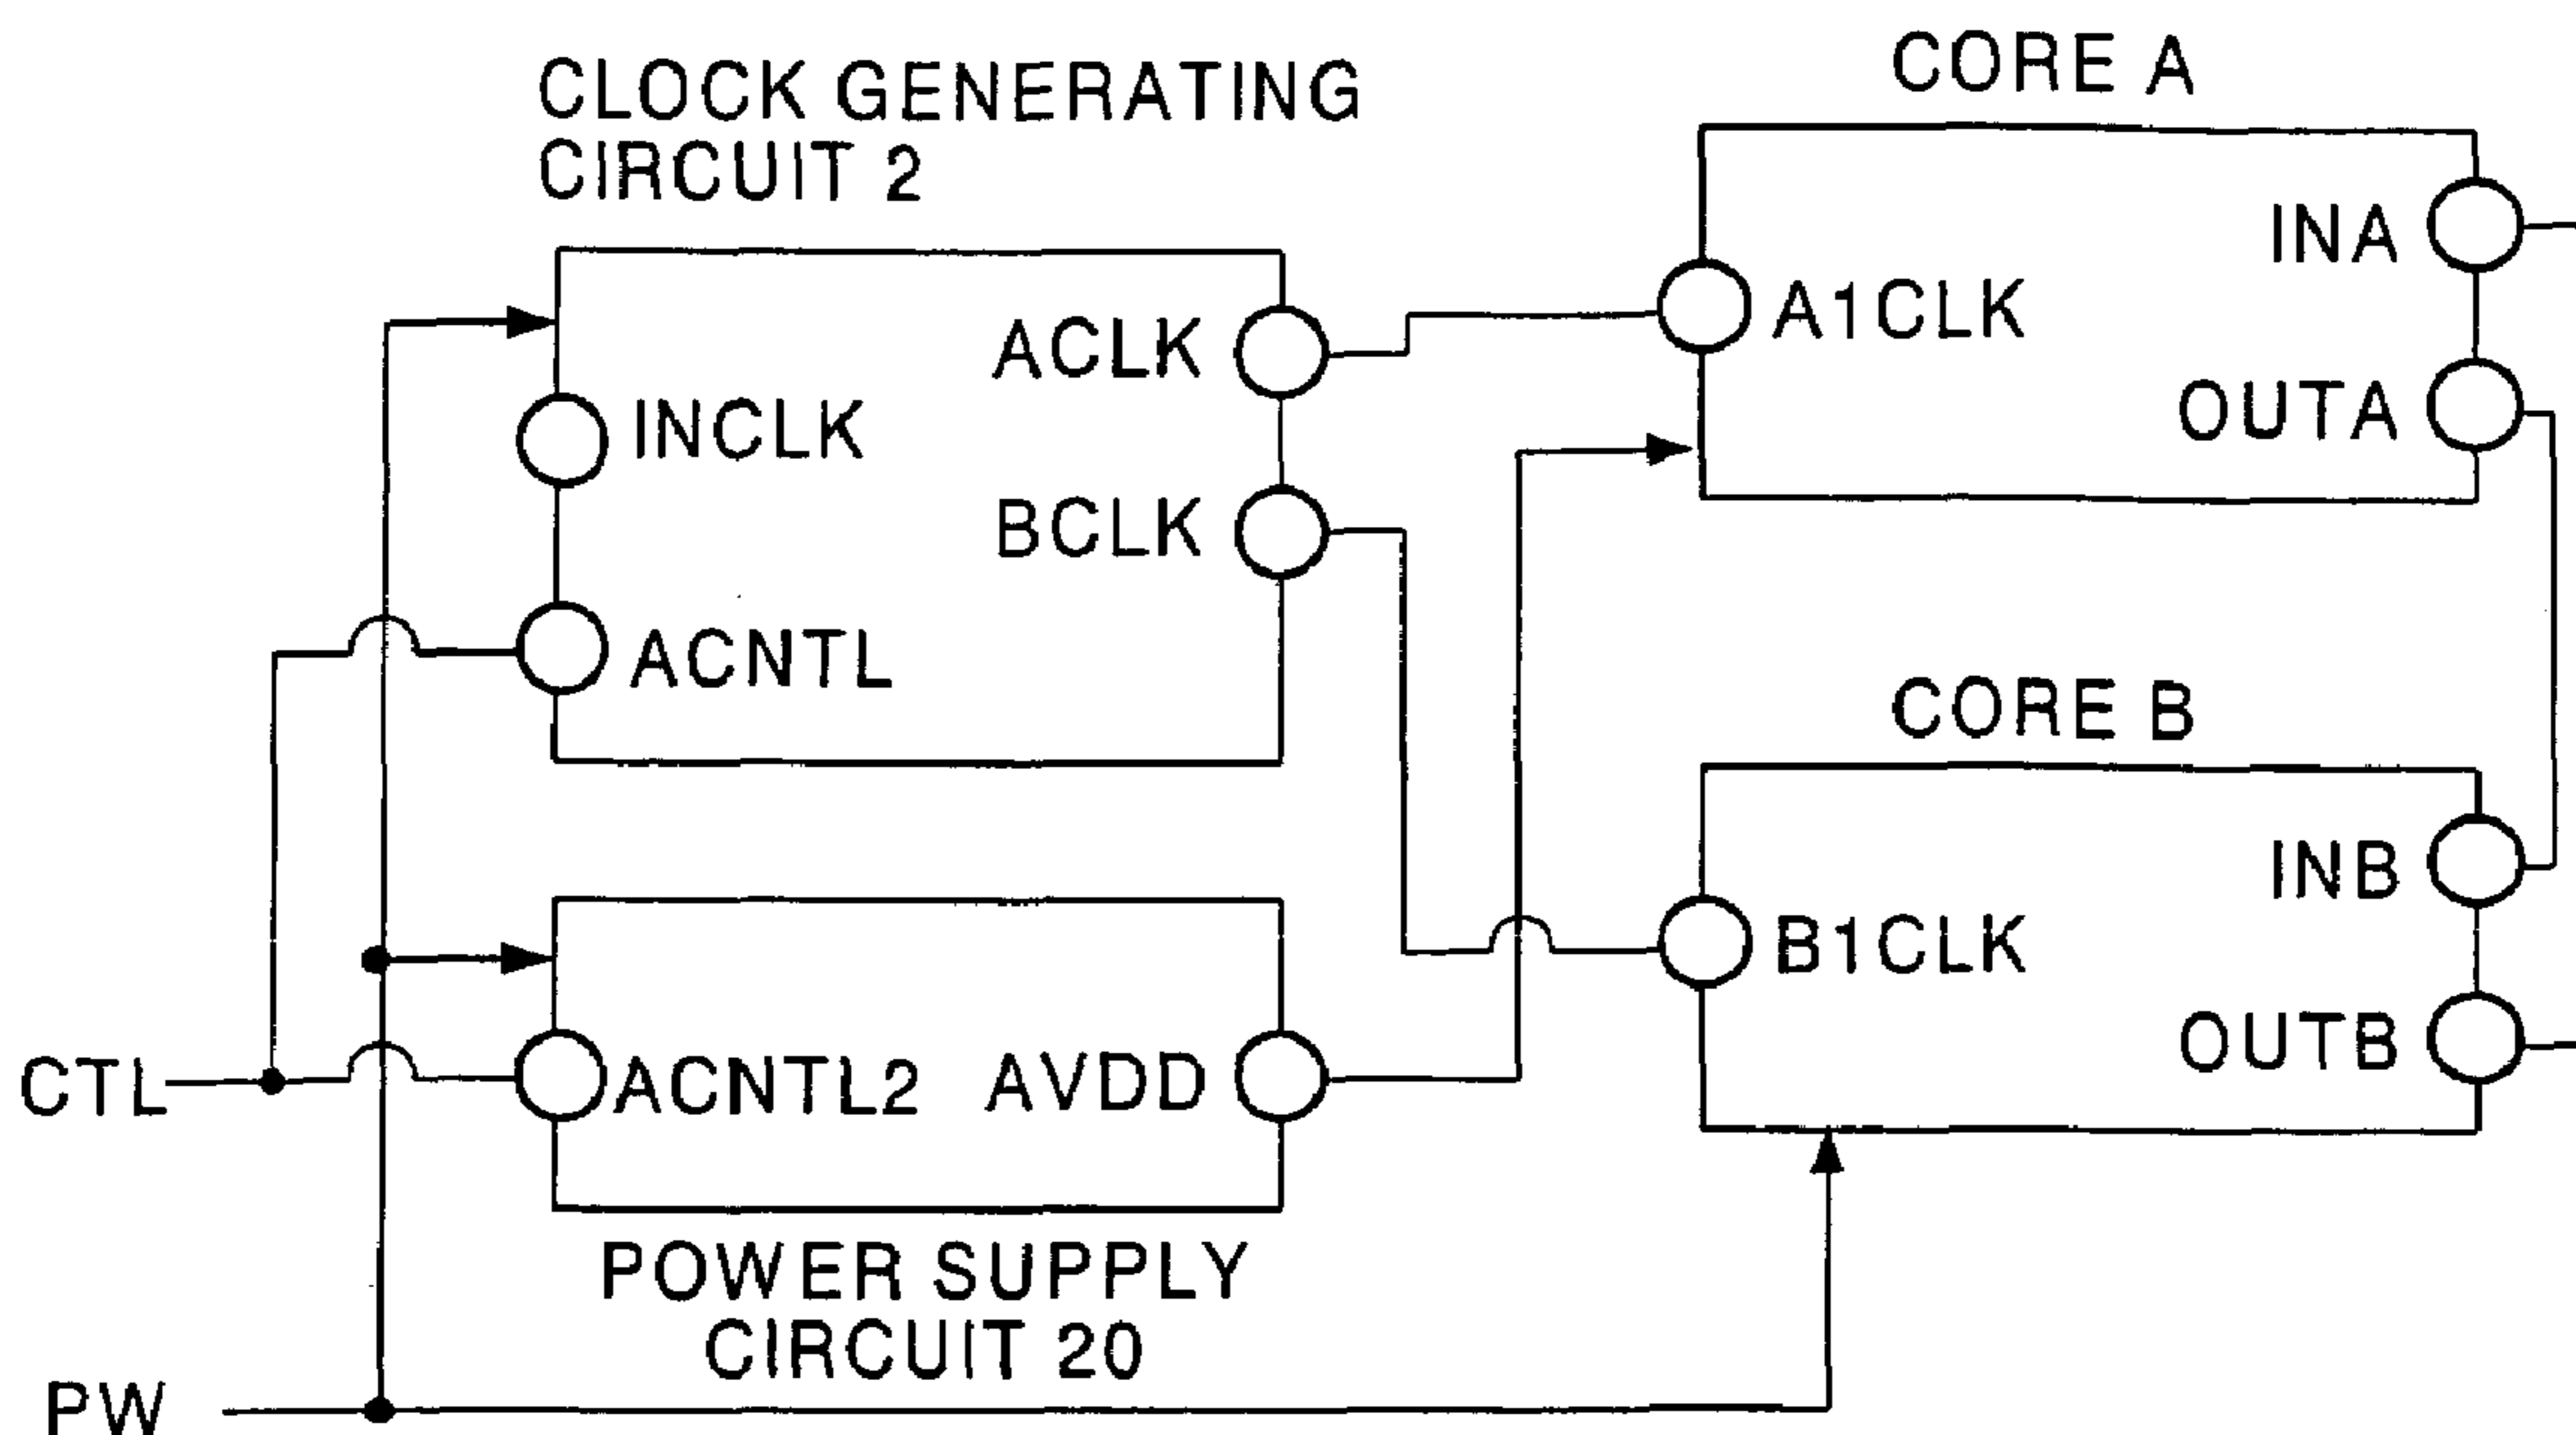 CLOCK GENERATING
CIRCUIT 2
INCLK
ACNTL
ACLK
BCLK
CORE A
A1CLK
INA
OUTA
CORE B
B1CLK
INB
OUTB
CTL
ACNTL2
AVDD
POWER SUPPLY
CIRCUIT 20
PW